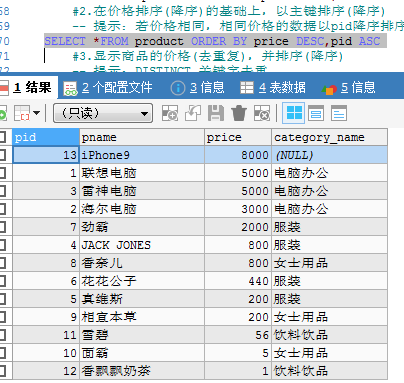 68 #2.在价格排序(降序)的基础上，以主键排序(降序)
69 -- 提示：若价格相同，相同价格的数据以pid降序排序
70 SELECT *FROM product ORDER BY price DESC,pid ASC
71 #3.显示商品的价格(去重复)，并排序(降序)
72 -- 提示：DISTINCT 关键字去重
1 结果 2 个配置文件 3 信息 4 表数据 5 信息
（只读）
pid pname price category_name
13 iPhone9 8000 (NULL)
1 联想电脑 5000 电脑办公
3 雷神电脑 5000 电脑办公
2 海尔电脑 3000 电脑办公
7 劲霸 2000 服装
4 JACK JONES 800 服装
8 香奈儿 800 女士用品
6 花花公子 440 服装
5 真维斯 200 服装
9 相宜本草 200 女士用品
11 雪碧 56 饮料饮品
10 面霸 5 女士用品
12 香飘飘奶茶 1 饮料饮品